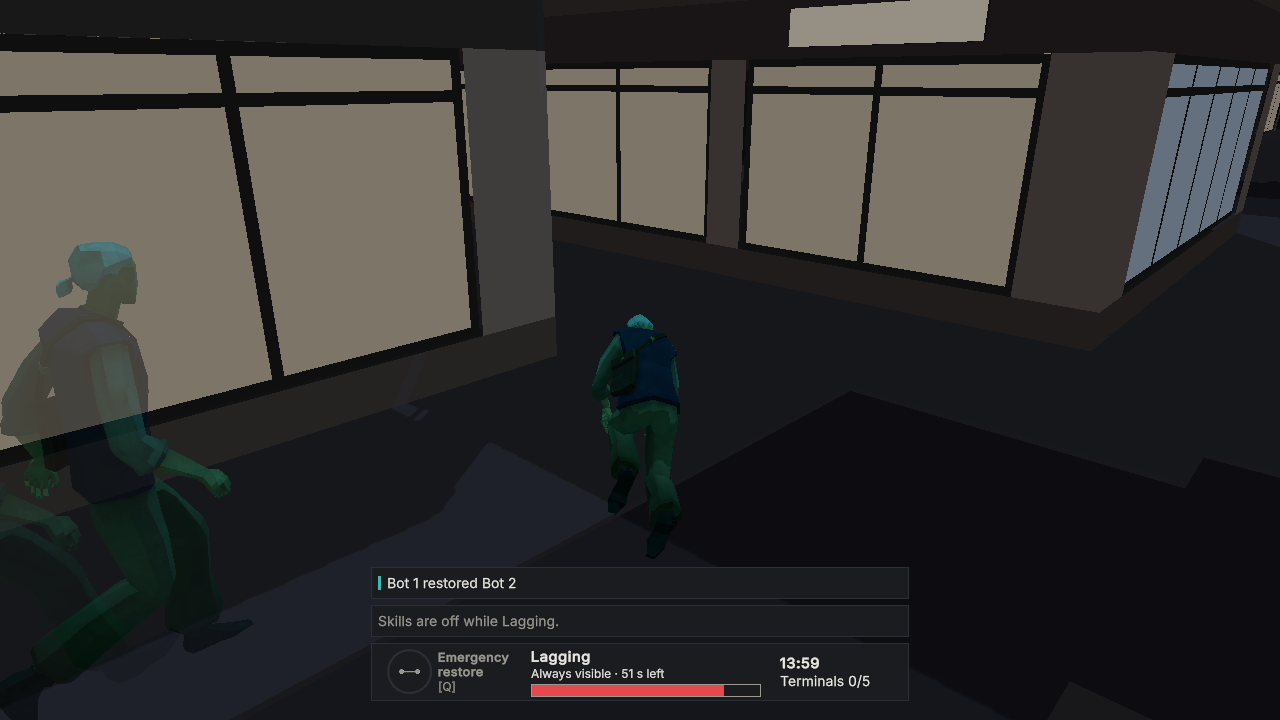 Bot 1 restored Bot 2
Skills are off while Lagging.
Emergency
restore
[Q]
Lagging
Always visible · 51 s left
13:59
Terminals 0/5